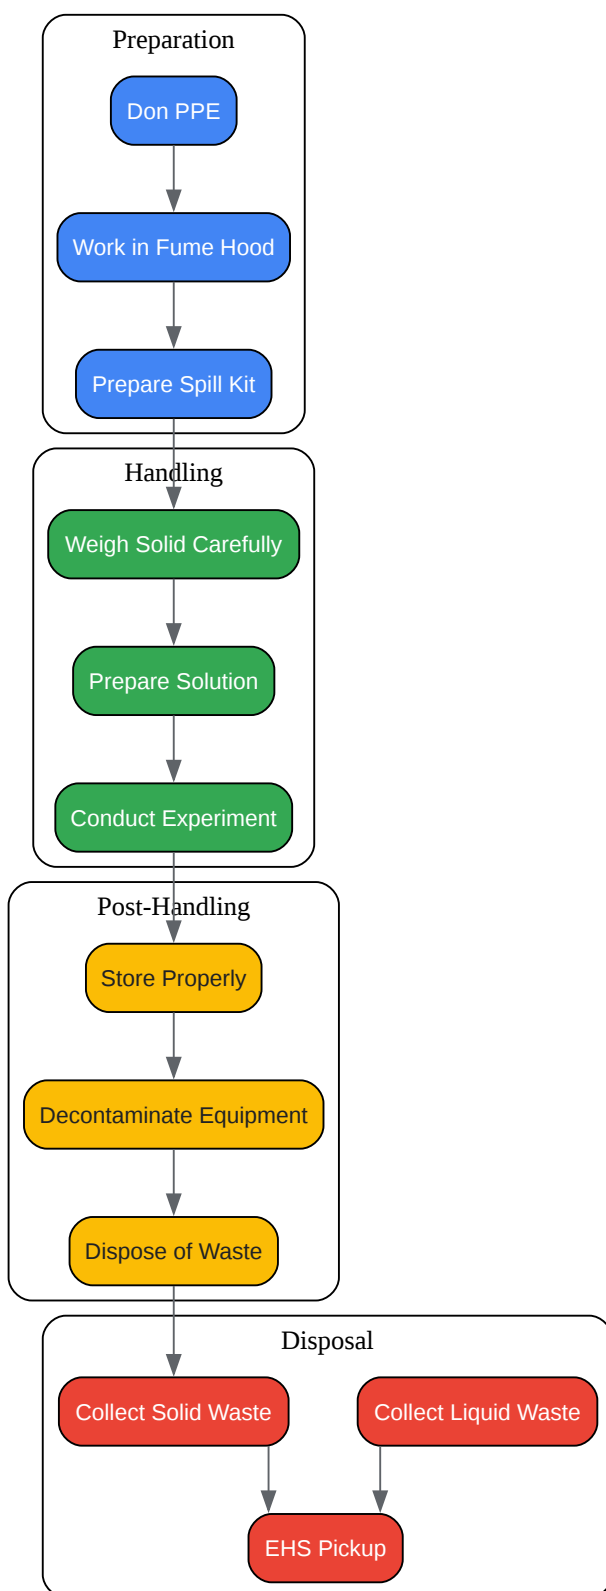 Preparation
Don PPE
Work in Fume Hood
Prepare Spill Kit
Handling
Weigh Solid Carefully
Prepare Solution
Conduct Experiment
Post-Handling
Store Properly
Decontaminate Equipment
Dispose of Waste
Disposal
Collect Solid Waste
Collect Liquid Waste
EHS Pickup